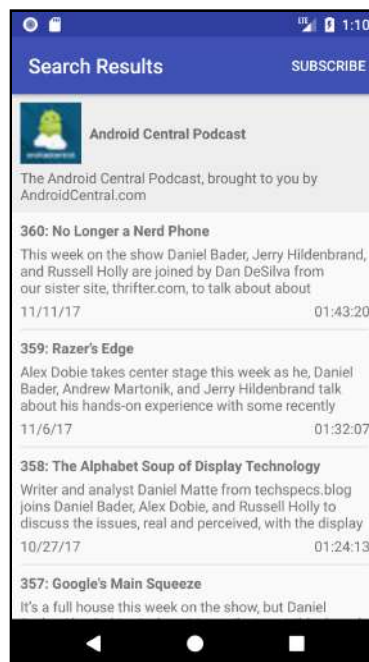 LTE 1:10
Search Results SUBSCRIBE
Android Central Podcast
The Android Central Podcast, brought to you by
AndroidCentral.com
360: No Longer a Nerd Phone
This week on the show Daniel Bader, Jerry Hildenbrand,
and Russell Holly are joined by Dan DeSilva from
our sister site, thrifter.com, to talk about about
11/11/17 01:43:20
359: Razer's Edge
Alex Dobie takes center stage this week as he, Daniel
Bader, Andrew Martonik, and Jerry Hildenbrand talk
about his hands-on experience with some recently
11/6/17 01:32:07
358: The Alphabet Soup of Display Technology
Writer and analyst Daniel Matte from techspecs.blog
joins Daniel Bader, Alex Dobie, and Russell Holly to
discuss the issues, real and perceived, with the display
10/27/17 01:24:13
357: Google's Main Squeeze
It's a full house this week on the show, but Daniel